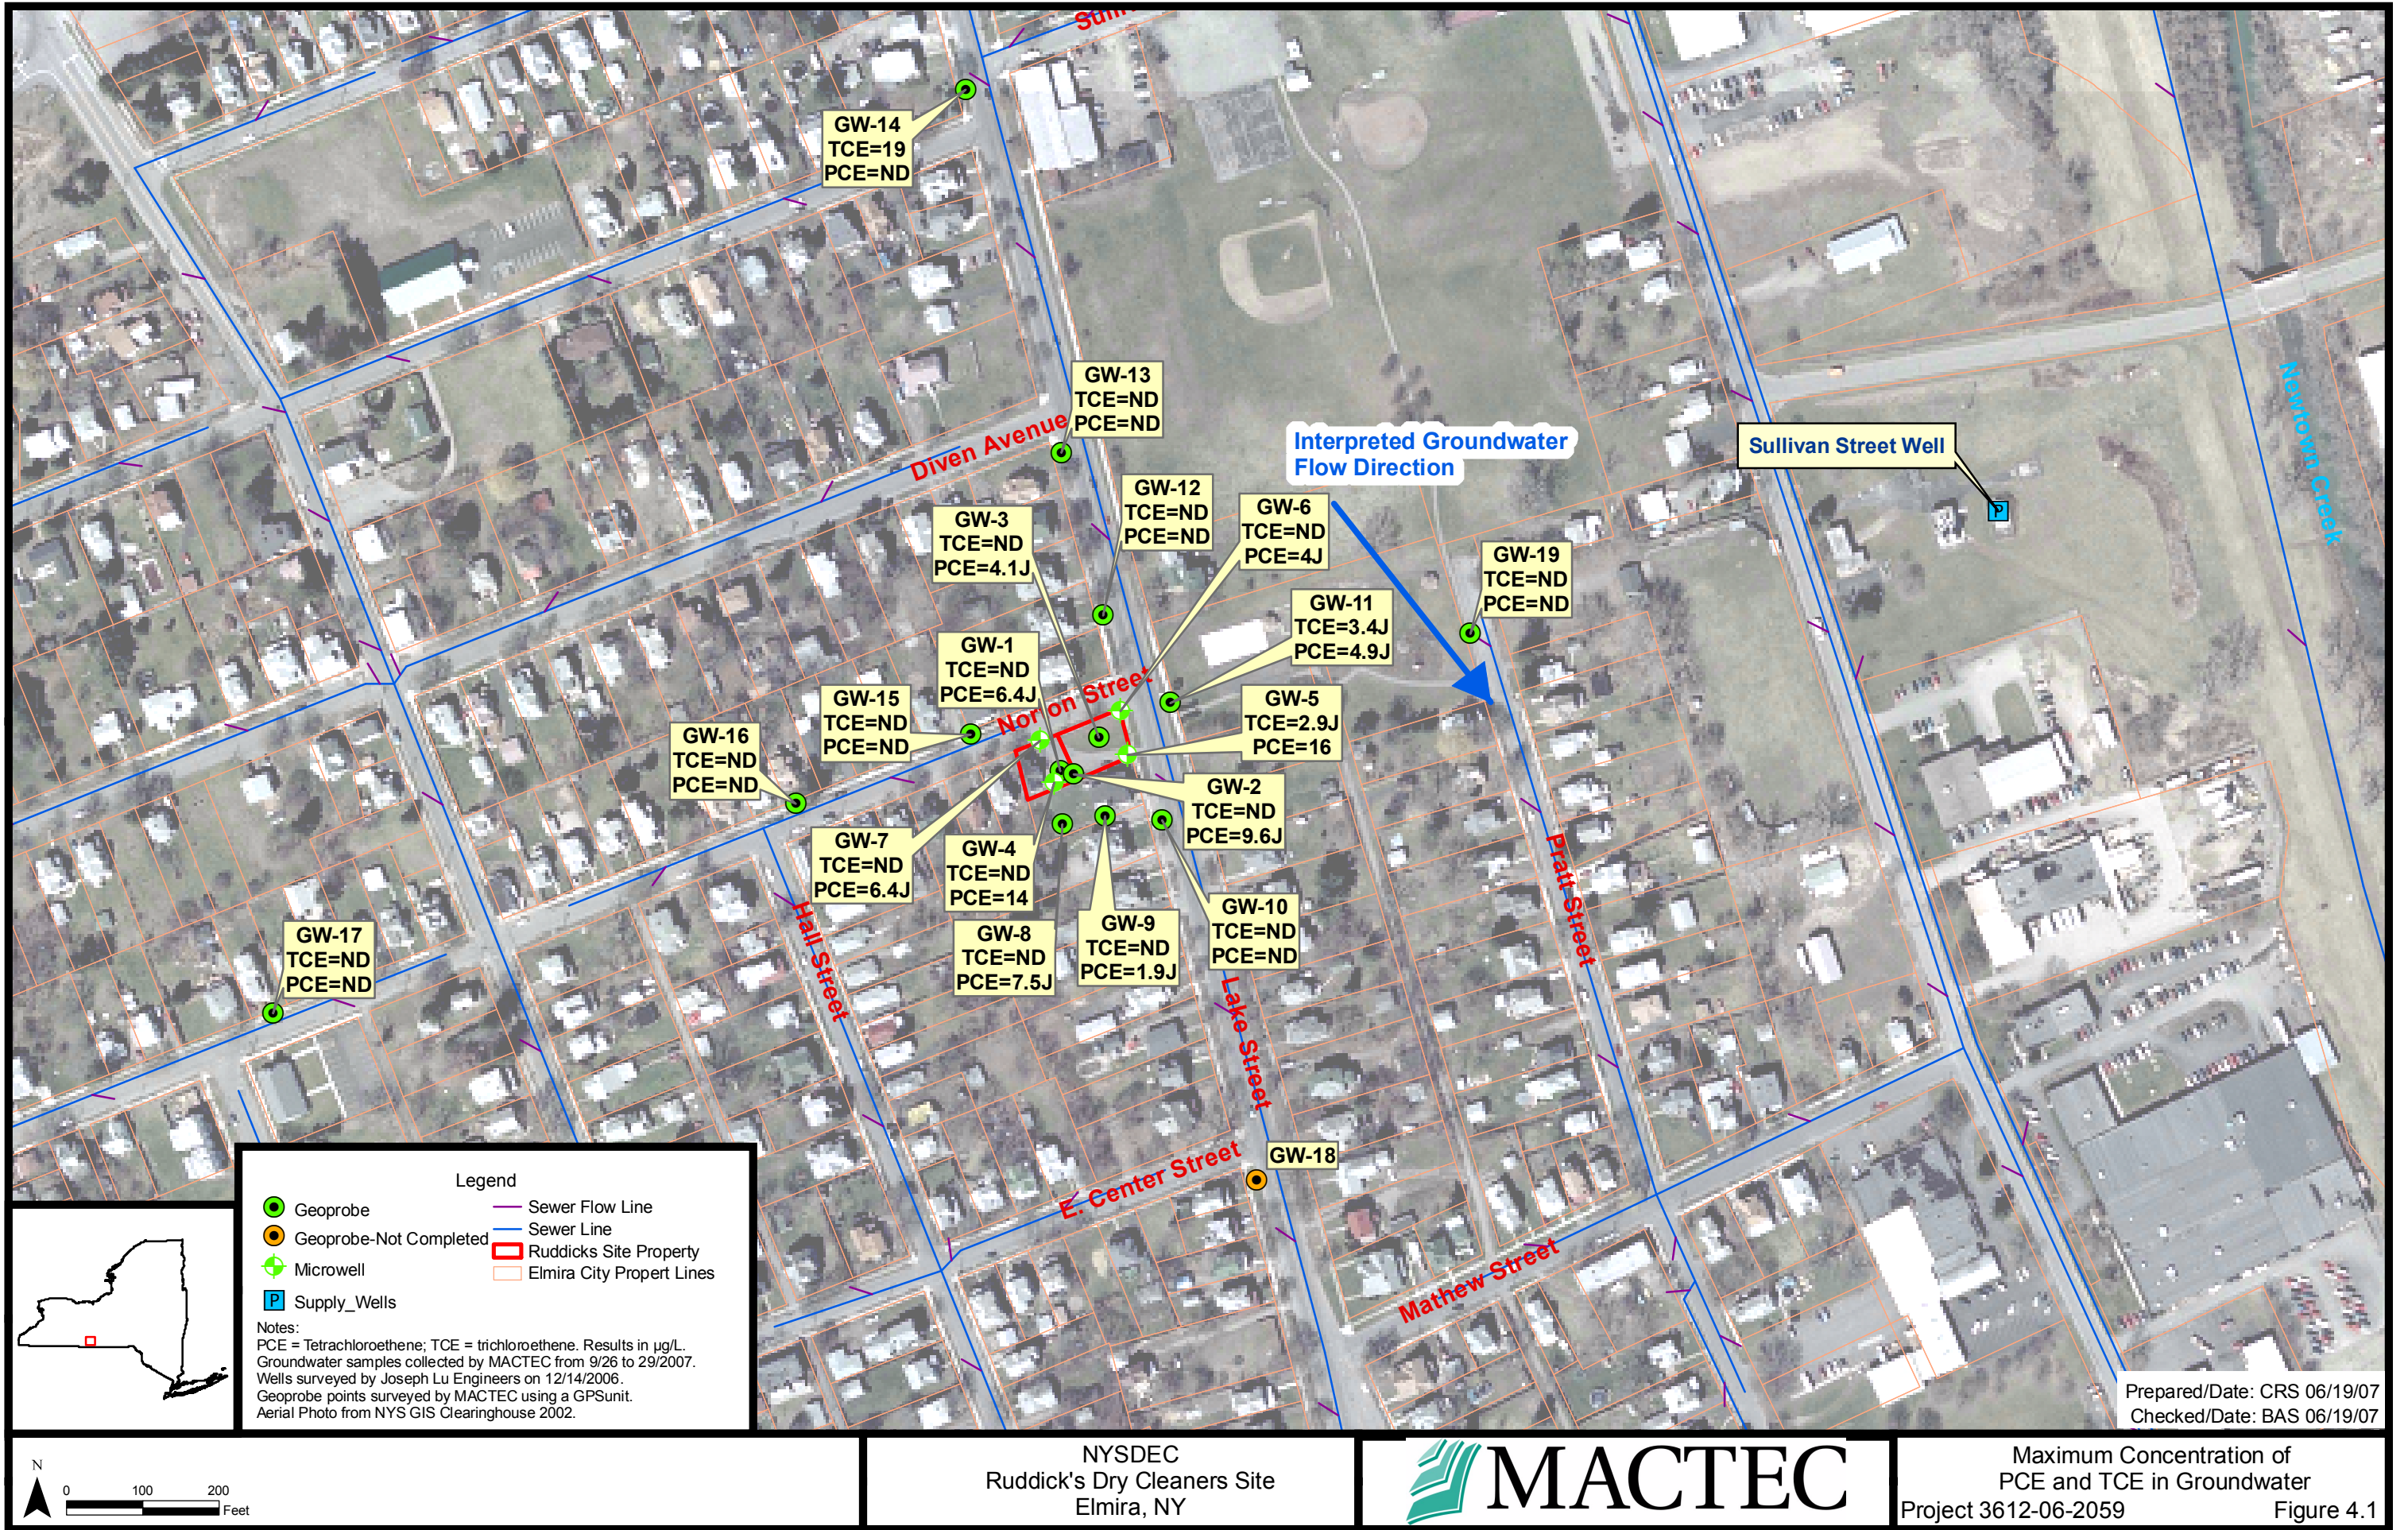 Sulli
GW-14
TCE=19
PCE=ND
GW-13
TCE=ND
PCE=ND
Diven Avenue
Interpreted Groundwater
Flow Direction
Sullivan Street Well
P
Newtown Creek
GW-12
TCE=ND
PCE=ND
GW-3
TCE=ND
PCE=4.1J
GW-6
TCE=ND
PCE=4J
GW-19
TCE=ND
PCE=ND
GW-11
TCE=3.4J
PCE=4.9J
GW-1
TCE=ND
PCE=6.4J
Nor on Street
GW-15
TCE=ND
PCE=ND
GW-5
TCE=2.9J
PCE=16
GW-16
TCE=ND
PCE=ND
GW-2
TCE=ND
PCE=9.6J
GW-7
TCE=ND
PCE=6.4J
GW-4
TCE=ND
PCE=14
Pratt Street
Hall Street
GW-10
TCE=ND
PCE=ND
GW-9
TCE=ND
PCE=1.9J
GW-8
TCE=ND
PCE=7.5J
GW-17
TCE=ND
PCE=ND
Lake Street
GW-18
E. Center Street
Mathew Street
Legend
Geoprobe
Geoprobe-Not Completed
Microwell
P
Supply_Wells
Sewer Flow Line
Sewer Line
Ruddicks Site Property
Elmira City Propert Lines
Notes:
PCE = Tetrachloroethene; TCE = trichloroethene. Results in µg/L.
Groundwater samples collected by MACTEC from 9/26 to 29/2007.
Wells surveyed by Joseph Lu Engineers on 12/14/2006.
Geoprobe points surveyed by MACTEC using a GPSunit.
Aerial Photo from NYS GIS Clearinghouse 2002.
Prepared/Date: CRS 06/19/07
Checked/Date: BAS 06/19/07
N
0 100 200
Feet
NYSDEC
Ruddick's Dry Cleaners Site
Elmira, NY
MACTEC
Maximum Concentration of
PCE and TCE in Groundwater
Project 3612-06-2059
Figure 4.1